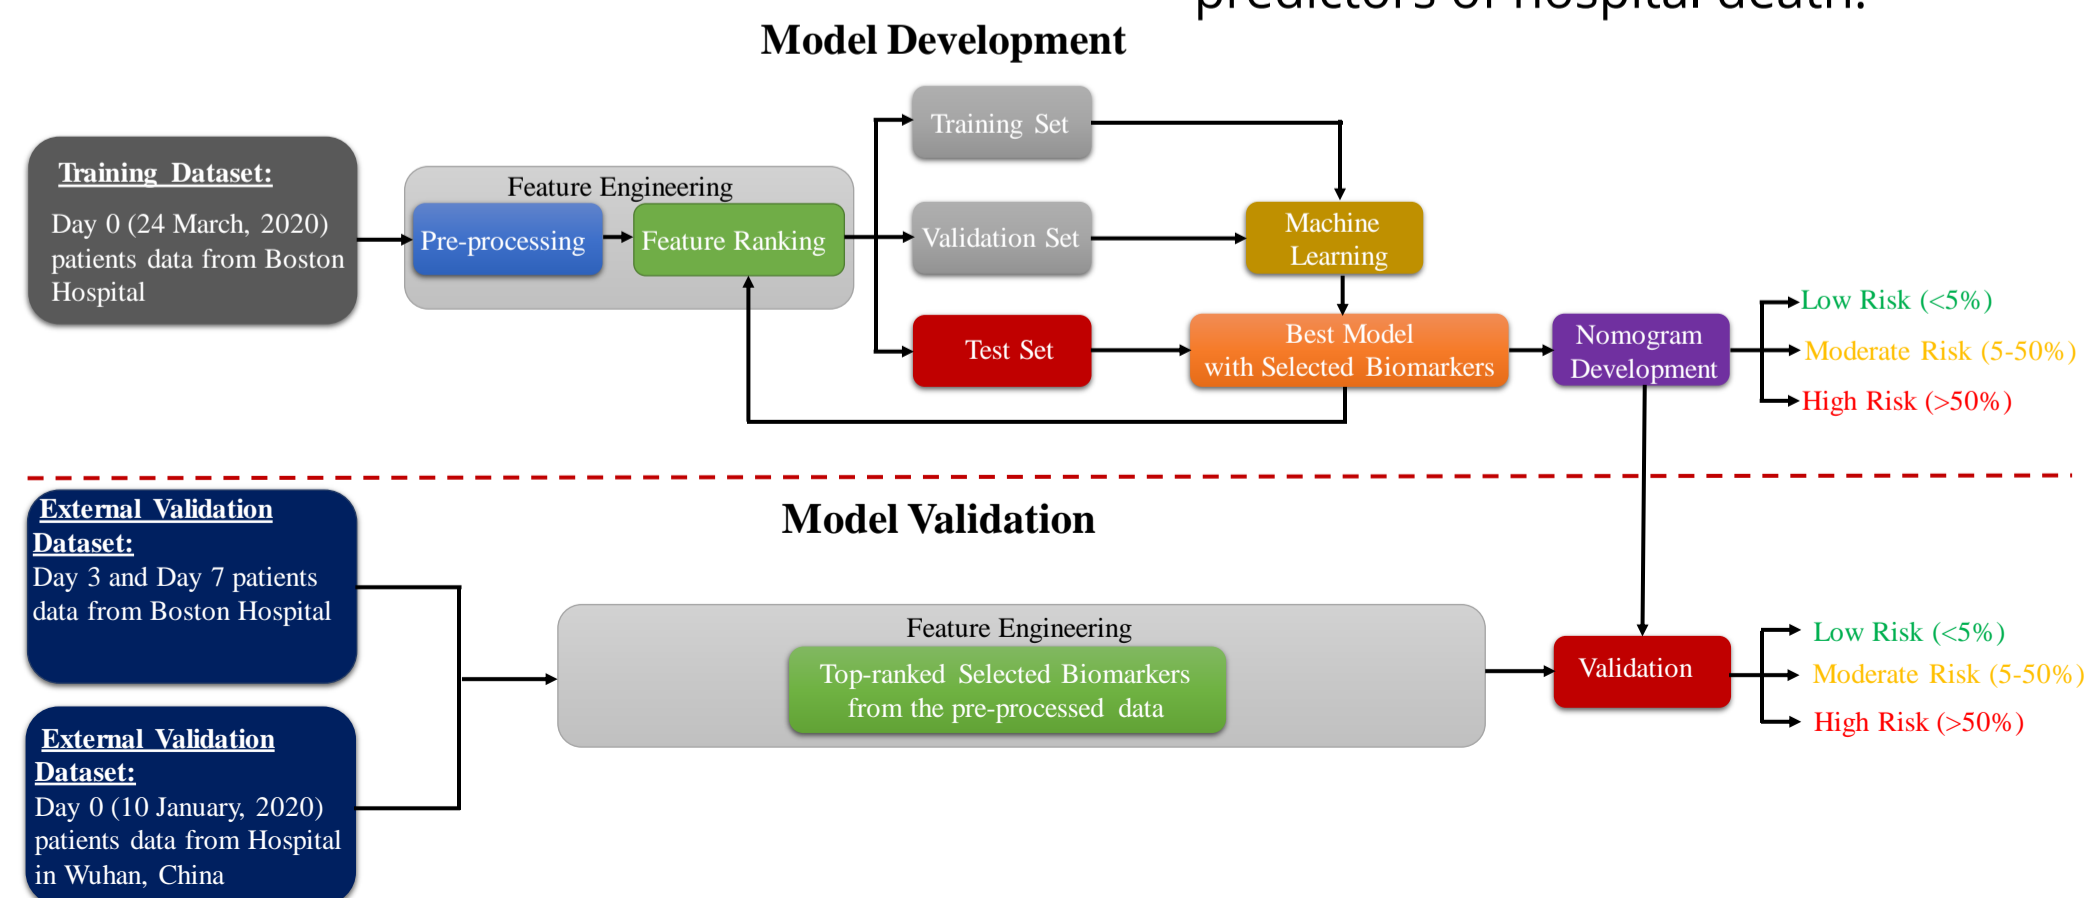 predictors of hospital death.
Model Development
Training Dataset:
Day 0 (24 March, 2020)
patients data from Boston
Hospital
Feature Engineering
Pre-processing
Feature Ranking
Training Set
Validation Set
Test Set
Machine
Learning
Best Model
with Selected Biomarkers
Nomogram
Development
Low Risk (<5%)
Moderate Risk (5-50%)
High Risk (>50%)
Model Validation
External Validation
Dataset:
Day 3 and Day 7 patients
data from Boston Hospital
External Validation
Dataset:
Day 0 (10 January, 2020)
patients data from Hospital
in Wuhan, China
Feature Engineering
Top-ranked Selected Biomarkers
from the pre-processed data
Validation
Low Risk (<5%)
Moderate Risk (5-50%)
High Risk (>50%)